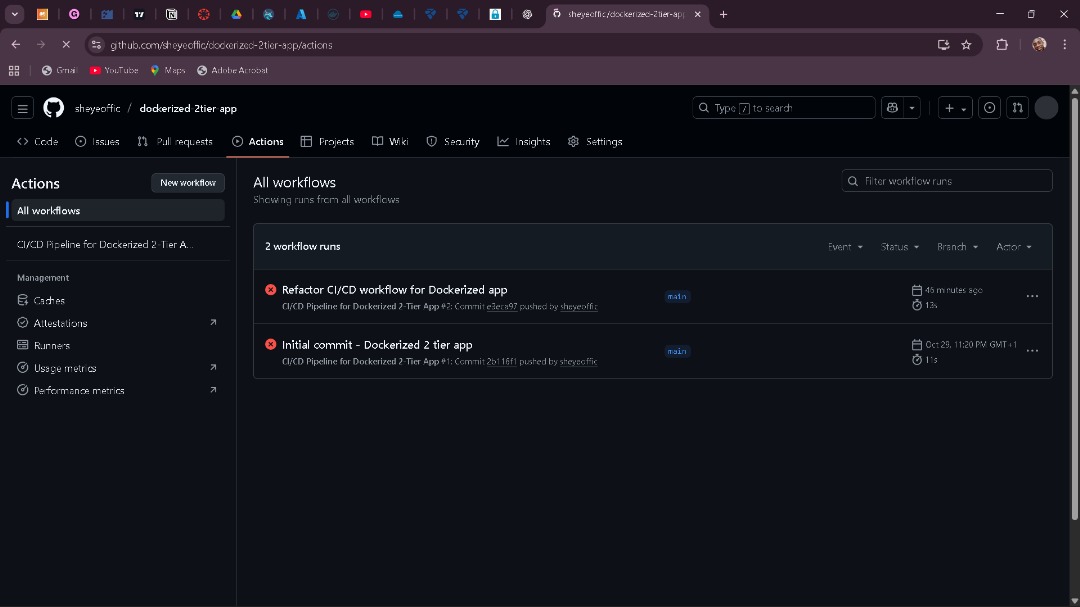 sheyeoffic/dockerized-2tier-app
github.com/sheyeoffic/dockerized-2tier-app/actions
Gmail YouTube Maps Adobe Acrobat
sheyeoffic / dockerized-2tier-app
Type / to search
Code Issues Pull requests Actions Projects Wiki Security Insights Settings
Actions
New workflow
All workflows
CI/CD Pipeline for Dockerized 2-Tier A...
Management
Caches
Attestations
Runners
Usage metrics
Performance metrics
All workflows
Showing runs from all workflows
Filter workflow runs
2 workflow runs
Event Status Branch Actor
Refactor CI/CD workflow for Dockerized app
CI/CD Pipeline for Dockerized 2-Tier App #2: Commit e3eca97 pushed by sheyeoffic
main
46 minutes ago
13s
Initial commit - Dockerized 2 tier app
CI/CD Pipeline for Dockerized 2-Tier App #1: Commit 2b116f1 pushed by sheyeoffic
main
Oct 29, 11:20 PM GMT+1
11s